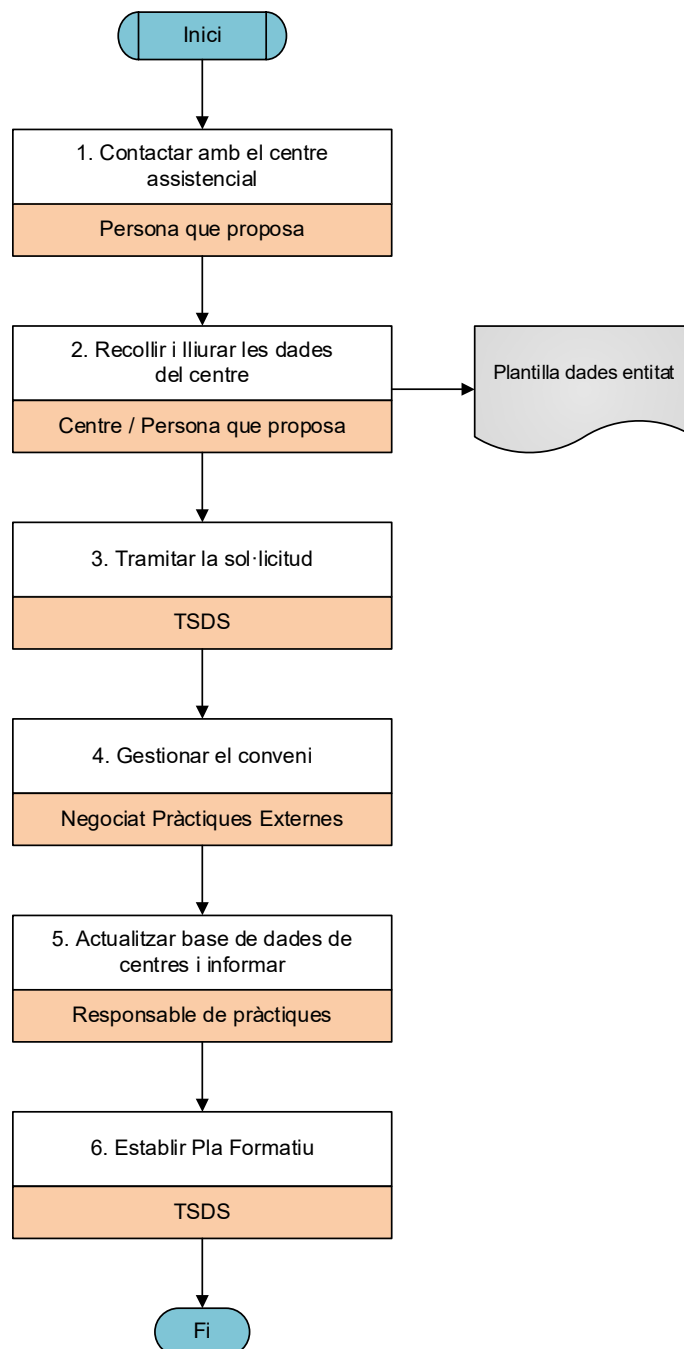 Inici
1. Contactar amb el centre
assistencial
Persona que proposa
2. Recollir i lliurar les dades
del centre
Centre / Persona que proposa
Plantilla dades entitat
3. Tramitar la sol·licitud
TSDS
4. Gestionar el conveni
Negociat Pràctiques Externes
5. Actualitzar base de dades de
centres i informar
Responsable de pràctiques
6. Establir Pla Formatiu
TSDS
Fi